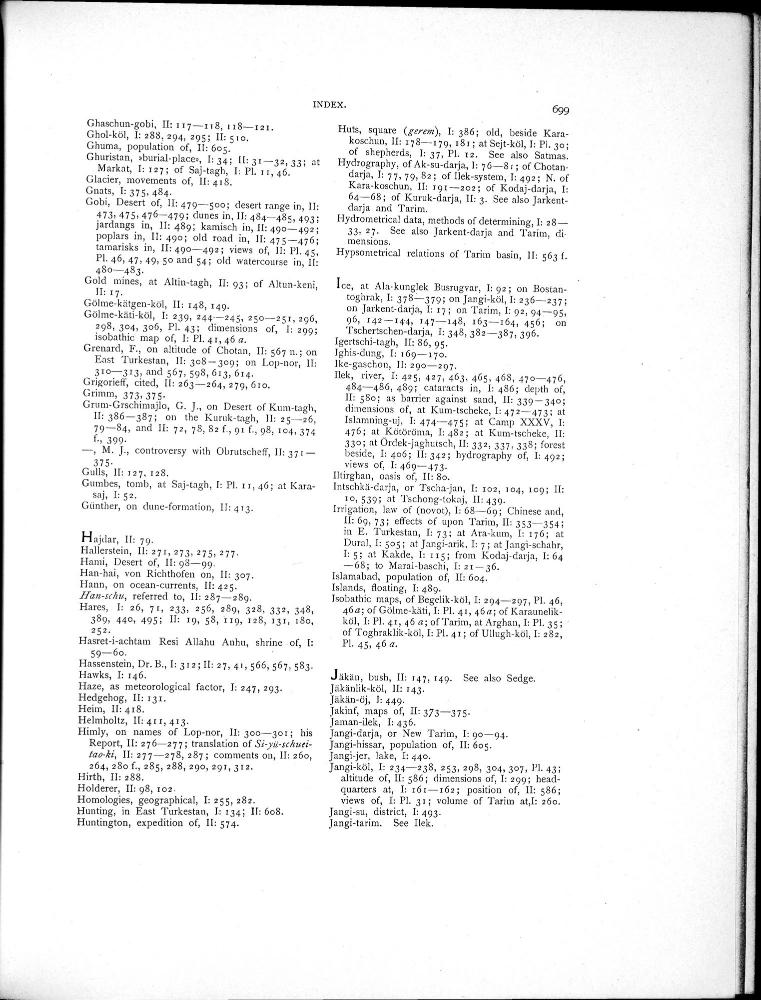 INDEX.
699
Ghaschun-gobi, II: 117—118, 118—121.
Ghol-köl, I: 288, 294, 295; II: 510.
Ghuma, population of, II: 605.
Ghuristan, »burial-place», I: 34; II: 31—32, 33; at
Markat, I: 127; of Saj-tagh, I: Pl. 11, 46.
Glacier, movements of, II: 418.
Gnats, I: 375, 484.
Gobi, Desert of, II: 479—500; desert range in, II:
473, 475, 476—479; dunes in, II: 484—485, 493;
jardangs in, II: 489; kamisch in, II: 490—492;
poplars in, II: 490; old road in, II: 475—476;
tamarisks in, II: 490—492; views of, II: Pl. 45,
Pl. 46, 47, 49, 50 and 54; old watercourse in, II:
480—483.
Gold mines, at Altin-tagh, II: 93; of Altun-keni,
II: 17.
Gölme-kätgen-köl, II: 148, 149.
Gölme-käti-köl, I: 239, 244—245, 250—251, 296,
298, 304, 306, Pl. 43; dimensions of, I: 299;
isobathic map of, I: Pl. 41, 46 a.
Grenard, F., on altitude of Chotan, II: 567 n.; on
East Turkestan, II: 308—309; on Lop-nor, II:
310—313, and 567, 598, 613, 614.
Grigorieff, cited, II: 263—264, 279, 610.
Grimm, 373, 375.
Grum-Grschimajlo, G. J., on Desert of Kum-tagh,
II: 386—387; on the Kuruk-tagh, II: 25—26,
79—84, and II: 72, 78, 82 f., 91 f., 98, 104, 374
f., 399.
—, M. J., controversy with Obrutscheff, II: 371—
375.
Gulls, II: 127, 128.
Gumbes, tomb, at Saj-tagh, I: Pl. 11, 46; at Kara-
saj, I: 52.
Günther, on dune-formation, II: 413.
Hajdar, II: 79.
Hallerstein, II: 271, 273, 275, 277.
Hami, Desert of, II: 98—99.
Han-hai, von Richthofen on, II: 307.
Hann, on ocean-currents, II: 425.
Han-schu, referred to, II: 287—289.
Hares, I: 26, 71, 233, 256, 289, 328, 332, 348,
389, 440, 495; II: 19, 58, 119, 128, 131, 180,
252.
Hasret-i-achtam Resi Allahu Anhu, shrine of, I:
59—60.
Hassenstein, Dr. B., I: 312; II: 27, 41, 566, 567, 583.
Hawks, I: 146.
Haze, as meteorological factor, I: 247, 293.
Hedgehog, II: 131.
Heim, II: 418.
Helmholtz, II: 411, 413.
Himly, on names of Lop-nor, II: 300—301; his
Report, II: 276—277; translation of Si-yü-schuei-
tao-ki, II: 277—278, 287; comments on, II: 260,
264, 280 f., 285, 288, 290, 291, 312.
Hirth, II: 288.
Holderer, II: 98, 102.
Homologies, geographical, I: 255, 282.
Hunting, in East Turkestan, I: 134; II: 608.
Huntington, expedition of, II: 574.
Huts, square (gerem), I: 386; old, beside Kara-
koschun, II: 178—179, 181; at Sejt-köl, I: Pl. 30;
of shepherds, I: 37, Pl. 12. See also Satmas.
Hydrography, of Ak-su-darja, I: 76—81; of Chotan-
darja, I: 77, 79, 82; of Ilek-system, I: 492; N. of
Kara-koschun, II: 191—202; of Kodaj-darja, I:
64—68; of Kuruk-darja, II: 3. See also Jarkent-
darja and Tarim.
Hydrometrical data, methods of determining, I: 28—
33, 27. See also Jarkent-darja and Tarim, di-
mensions.
Hypsometrical relations of Tarim basin, II: 563 f.
Ice, at Ala-kunglek Busrugvar, I: 92; on Bostan-
toghrak, I: 378—379; on Jangi-köl, I: 236—237;
on Jarkent-darja, I: 17; on Tarim, I: 92, 94—95,
96, 142—144, 147—148, 163—164, 456; on
Tschertschen-darja, I: 348, 382—387, 396.
Igertschi-tagh, II: 86, 95.
Ighis-dung, I: 169—170.
Ike-gaschon, II: 290—297.
Ilek, river, I: 425, 427, 463, 465, 468, 470—476,
484—486, 489; cataracts in, I: 486; depth of,
II: 580; as barrier against sand, II: 339—340;
dimensions of, at Kum-tscheke, I: 472—473; at
Islamning-uj, I: 474—475; at Camp XXXV, I:
476; at Kötöröma, I: 482; at Kum-tscheke, II:
330; at Ördek-jaghutsch, II: 332, 337, 338; forest
beside, I: 406; II: 342; hydrography of, I: 492;
views of, I: 469—473.
Iltirghan, oasis of, II: 80.
Intschkä-darja, or Tscha-jan, I: 102, 104, 109; II:
10, 539; at Tschong-tokaj, II: 439.
Irrigation, law of (novot), I: 68—69; Chinese and,
II: 69, 73; effects upon Tarim, II: 353—354;
in E. Turkestan, I: 73; at Ara-kum, I: 176; at
Dural, I: 505; at Jangi-arik, I: 7; at Jangi-schahr,
I: 5; at Kakde, I: 115; from Kodaj-darja, I: 64
—68; to Maral-baschi, I: 21—36.
Islamabad, population of, II: 604.
Islands, floating, I: 489.
Isobathic maps, of Begelik-köl, I: 294—297, Pl. 46,
46 a; of Gölme-käti, I: Pl. 41, 46 a; of Karaunelik-
köl, I: Pl. 41, 46 a; of Tarim, at Arghan, I: Pl. 35;
of Toghraklik-köl, I: Pl. 41; of Ullugh-köl, I: 282,
Pl. 45, 46 a.
Jäkän, bush, II: 147, 149. See also Sedge.
Jäkänlik-köl, II: 143.
Jäkän-öj, I: 449.
Jakinf, maps of, II: 373—375.
Jaman-ilek, I: 436.
Jangi-darja, or New Tarim, I: 90—94.
Jangi-hissar, population of, II: 605.
Jangi-jer, lake, I: 440.
Jangi-köl, I: 234—238, 253, 298, 304, 307, Pl. 43;
altitude of, II: 586; dimensions of, I: 299; head-
quarters at, I: 161—162; position of, II: 586;
views of, I: Pl. 31; volume of Tarim at, I: 260.
Jangi-su, district, I: 493.
Jangi-tarim. See Ilek.